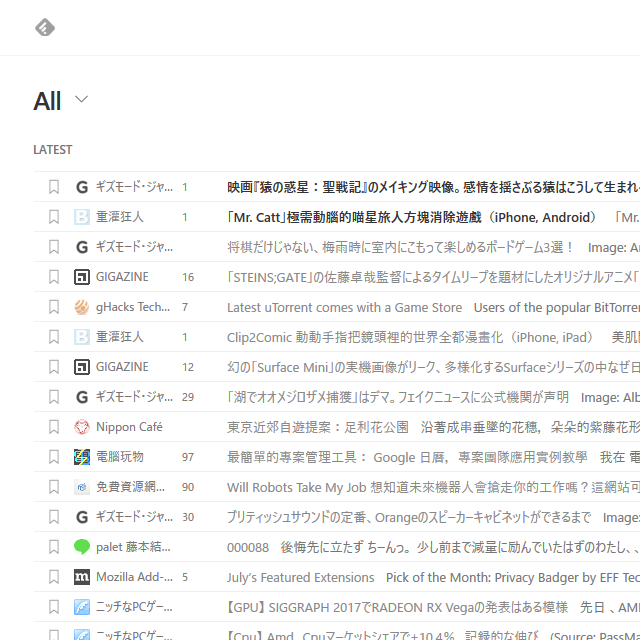 All
LATEST
ギズモード・ジャ... 1 映画『猿の惑星：聖戦記』のメイキング映像。感情を揺さぶる猿はこうして生まれ
重灌狂人 1 「Mr. Catt」極需動腦的喵星旅人方塊消除遊戲（iPhone, Android） 「Mr.
ギズモード・ジャ... 将棋だけじゃない、梅雨時に室内にこもって楽しめるボードゲーム3選！ Image: A
GIGAZINE 16 「STEINS;GATE」の佐藤卓哉監督によるタイムリープを題材にしたオリジナルアニメ「
gHacks Tech... 7 Latest uTorrent comes with a Game Store Users of the popular BitTorre
重灌狂人 1 Clip2Comic 動動手指把鏡頭裡的世界全都漫畫化（iPhone, iPad） 美肌
GIGAZINE 12 幻の「Surface Mini」の実機画像がリーク、多様化するSurfaceシリーズの中なぜ日
ギズモード・ジャ... 29 「湖でオオメジロザメ捕獲」はデマ。フェイクニュースに公式機関が声明 Image: Alb
Nippon Café 東京近郊自遊提案：足利花公園 沿著成串垂墜的花穗，朵朵的紫藤花形
電腦玩物 97 最簡單的專案管理工具： Google 日曆，專案團隊應用實例教學 我在 電
免費資源網... 90 Will Robots Take My Job 想知道未來機器人會搶走你的工作嗎？這網站可
ギズモード・ジャ... 30 ブリティッシュサウンドの定番、Orangeのスピーカーキャビネットができるまで Image:
palet 藤本結... 000088 後悔先に立たず ちーんっ。 少し前まで減量に励んでいたはずのわたし、、
Mozilla Add-... 5 July's Featured Extensions Pick of the Month: Privacy Badger by EFF Tec
ニッチなPCゲー... 【GPU】 SIGGRAPH 2017でRADEON RX Vegaの発表はある模様 先日 、AM
ニッチなPCゲー... 【Cpu】 Amd、Cpuマーケットシェアで+10.4%。記録的な伸び (Source: PassMa